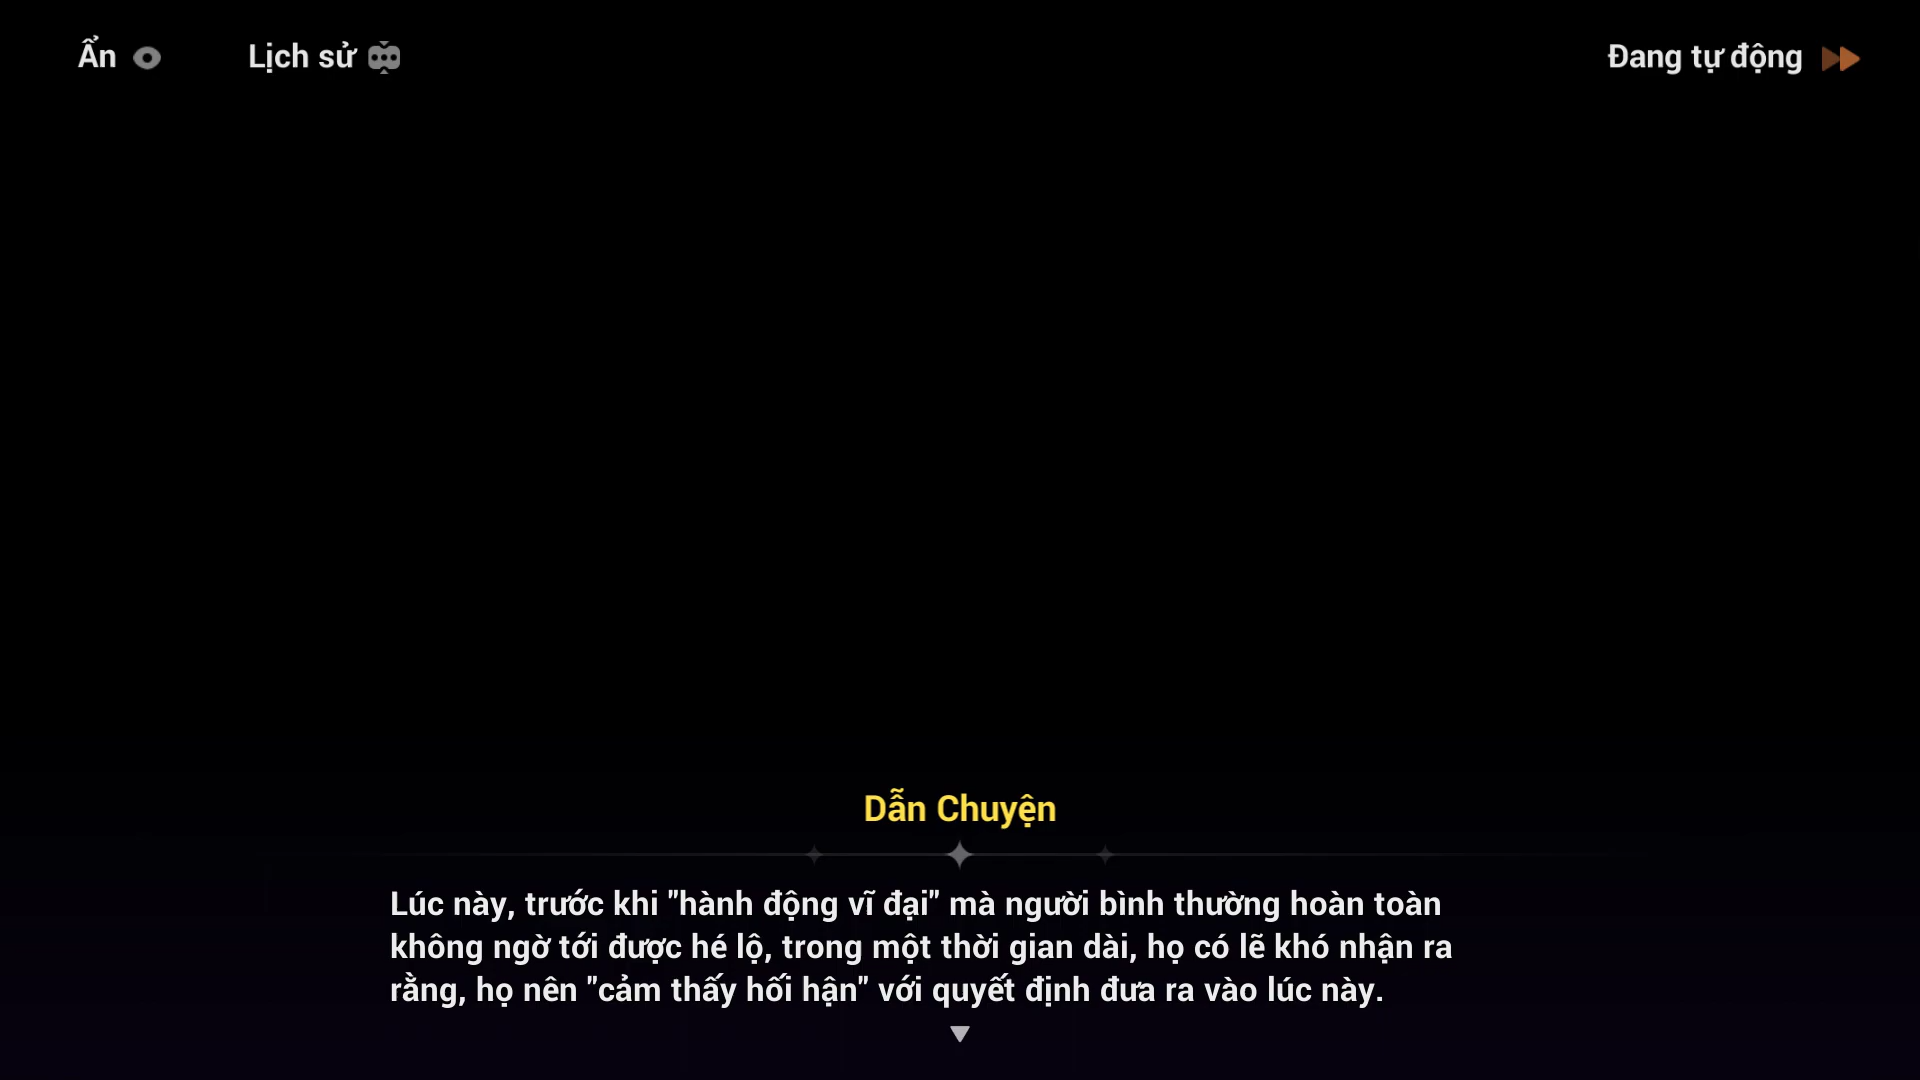 Ẩn
Lịch sử
Đang tự động
Dẫn Chuyện
Lúc này, trước khi "hành động vĩ đại" mà người bình thường hoàn toàn
không ngờ tới được hé lộ, trong một thời gian dài, họ có lẽ khó nhận ra
rằng, họ nên "cảm thấy hối hận" với quyết định đưa ra vào lúc này.